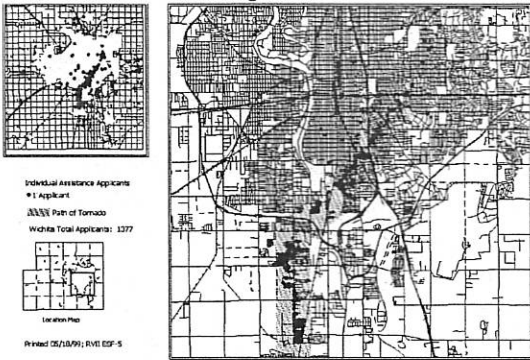 Individual Assistance Applicants
1 Applicant
Path of Tornado
Wichita Total Applicants: 1377
Location Map
Printed 05/18/99; RVII ESF-5